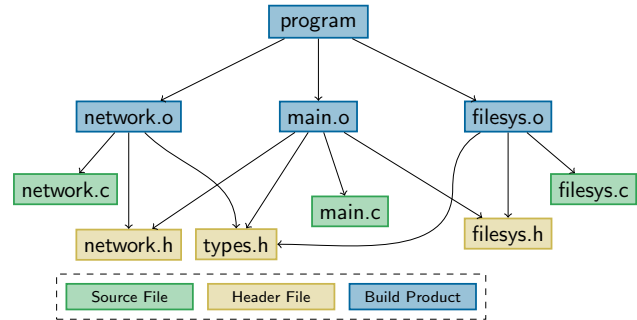 program
network.o
main.o
filesys.o
network.c
main.c
filesys.c
network.h
types.h
filesys.h
Source File
Header File
Build Product